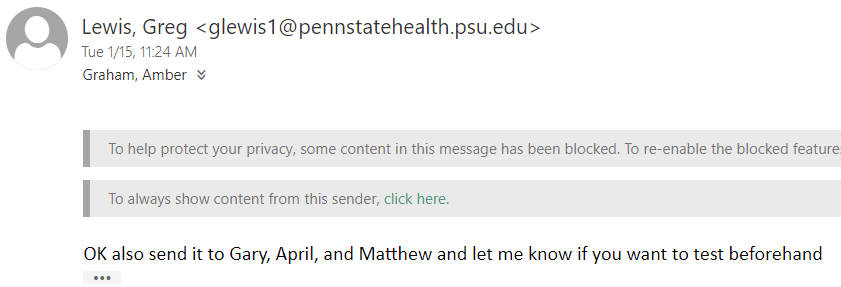 Lewis, Greg <glewis1@pennstatehealth.psu.edu>
Tue 1/15, 11:24 AM
Graham, Amber
To help protect your privacy, some content in this message has been blocked. To re-enable the blocked features
To always show content from this sender, click here.
OK also send it to Gary, April, and Matthew and let me know if you want to test beforehand